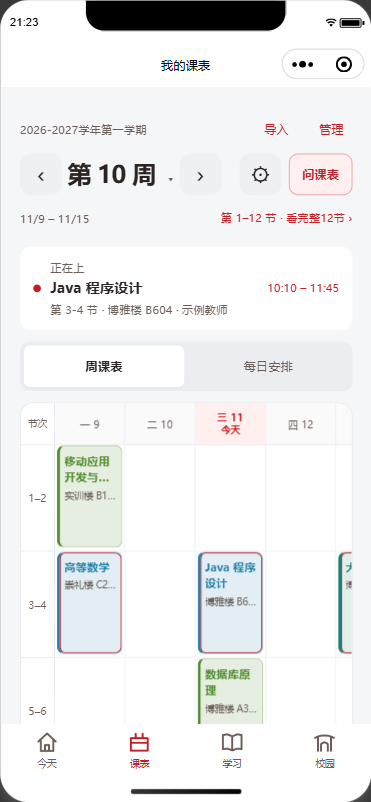 21:23
我的课表
2026-2027学年第一学期 导入 管理
‹ 第 10 周 › 问课表
11/9 – 11/15 第 1–12 节 · 看完整12节 ›
正在上
Java 程序设计 10:10 – 11:45
第 3-4 节 · 博雅楼 B604 · 示例教师
周课表 每日安排
节次 一 9 二 10 三 11 四 12
今天
1–2
移动应用
开发与...
实训楼 B1...
3–4
高等数学
崇礼楼 C2...
Java 程序
设计
博雅楼 B6...
5–6
数据库原
理
博雅楼 A3...
今天 课表 学习 校园